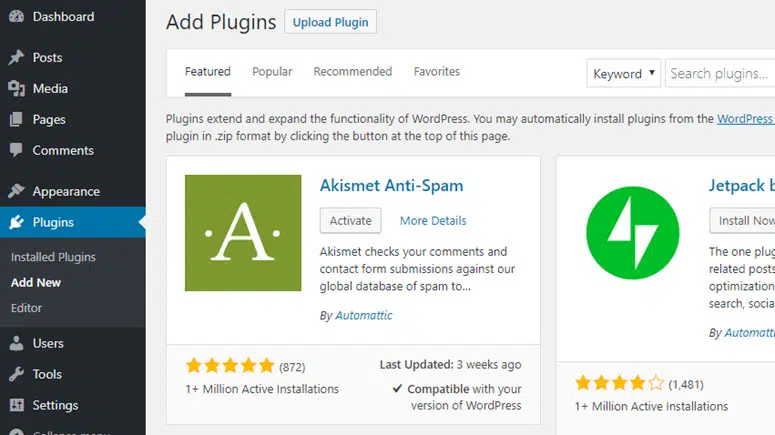 Dashboard
Posts
Media
Pages
Comments
Appearance
Plugins
Installed Plugins
Add New
Editor
Users
Tools
Settings
Collapse menu
Add Plugins
Upload Plugin
Featured
Popular
Recommended
Favorites
Keyword
Search plugins...
Plugins extend and expand the functionality of WordPress. You may automatically install plugins from the WordPress
plugin in .zip format by clicking the button at the top of this page.
A
Akismet Anti-Spam
Activate
More Details
Akismet checks your comments and
contact form submissions against our
global database of spam to...
By Automattic
(872)
1+ Million Active Installations
Last Updated: 3 weeks ago
Compatible with your
version of WordPress
Jetpack b
Install Now
The one plug
related posts
optimization
search, socia
By Automatti
(1,481)
1+ Million Active Installations